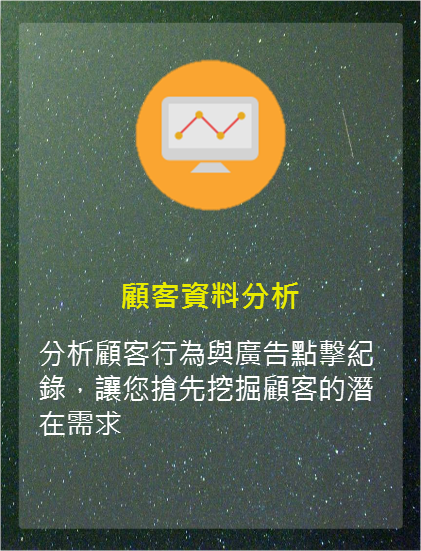 顧客資料分析
分析顧客行為與廣告點擊紀
錄，讓您搶先挖掘顧客的潛
在需求